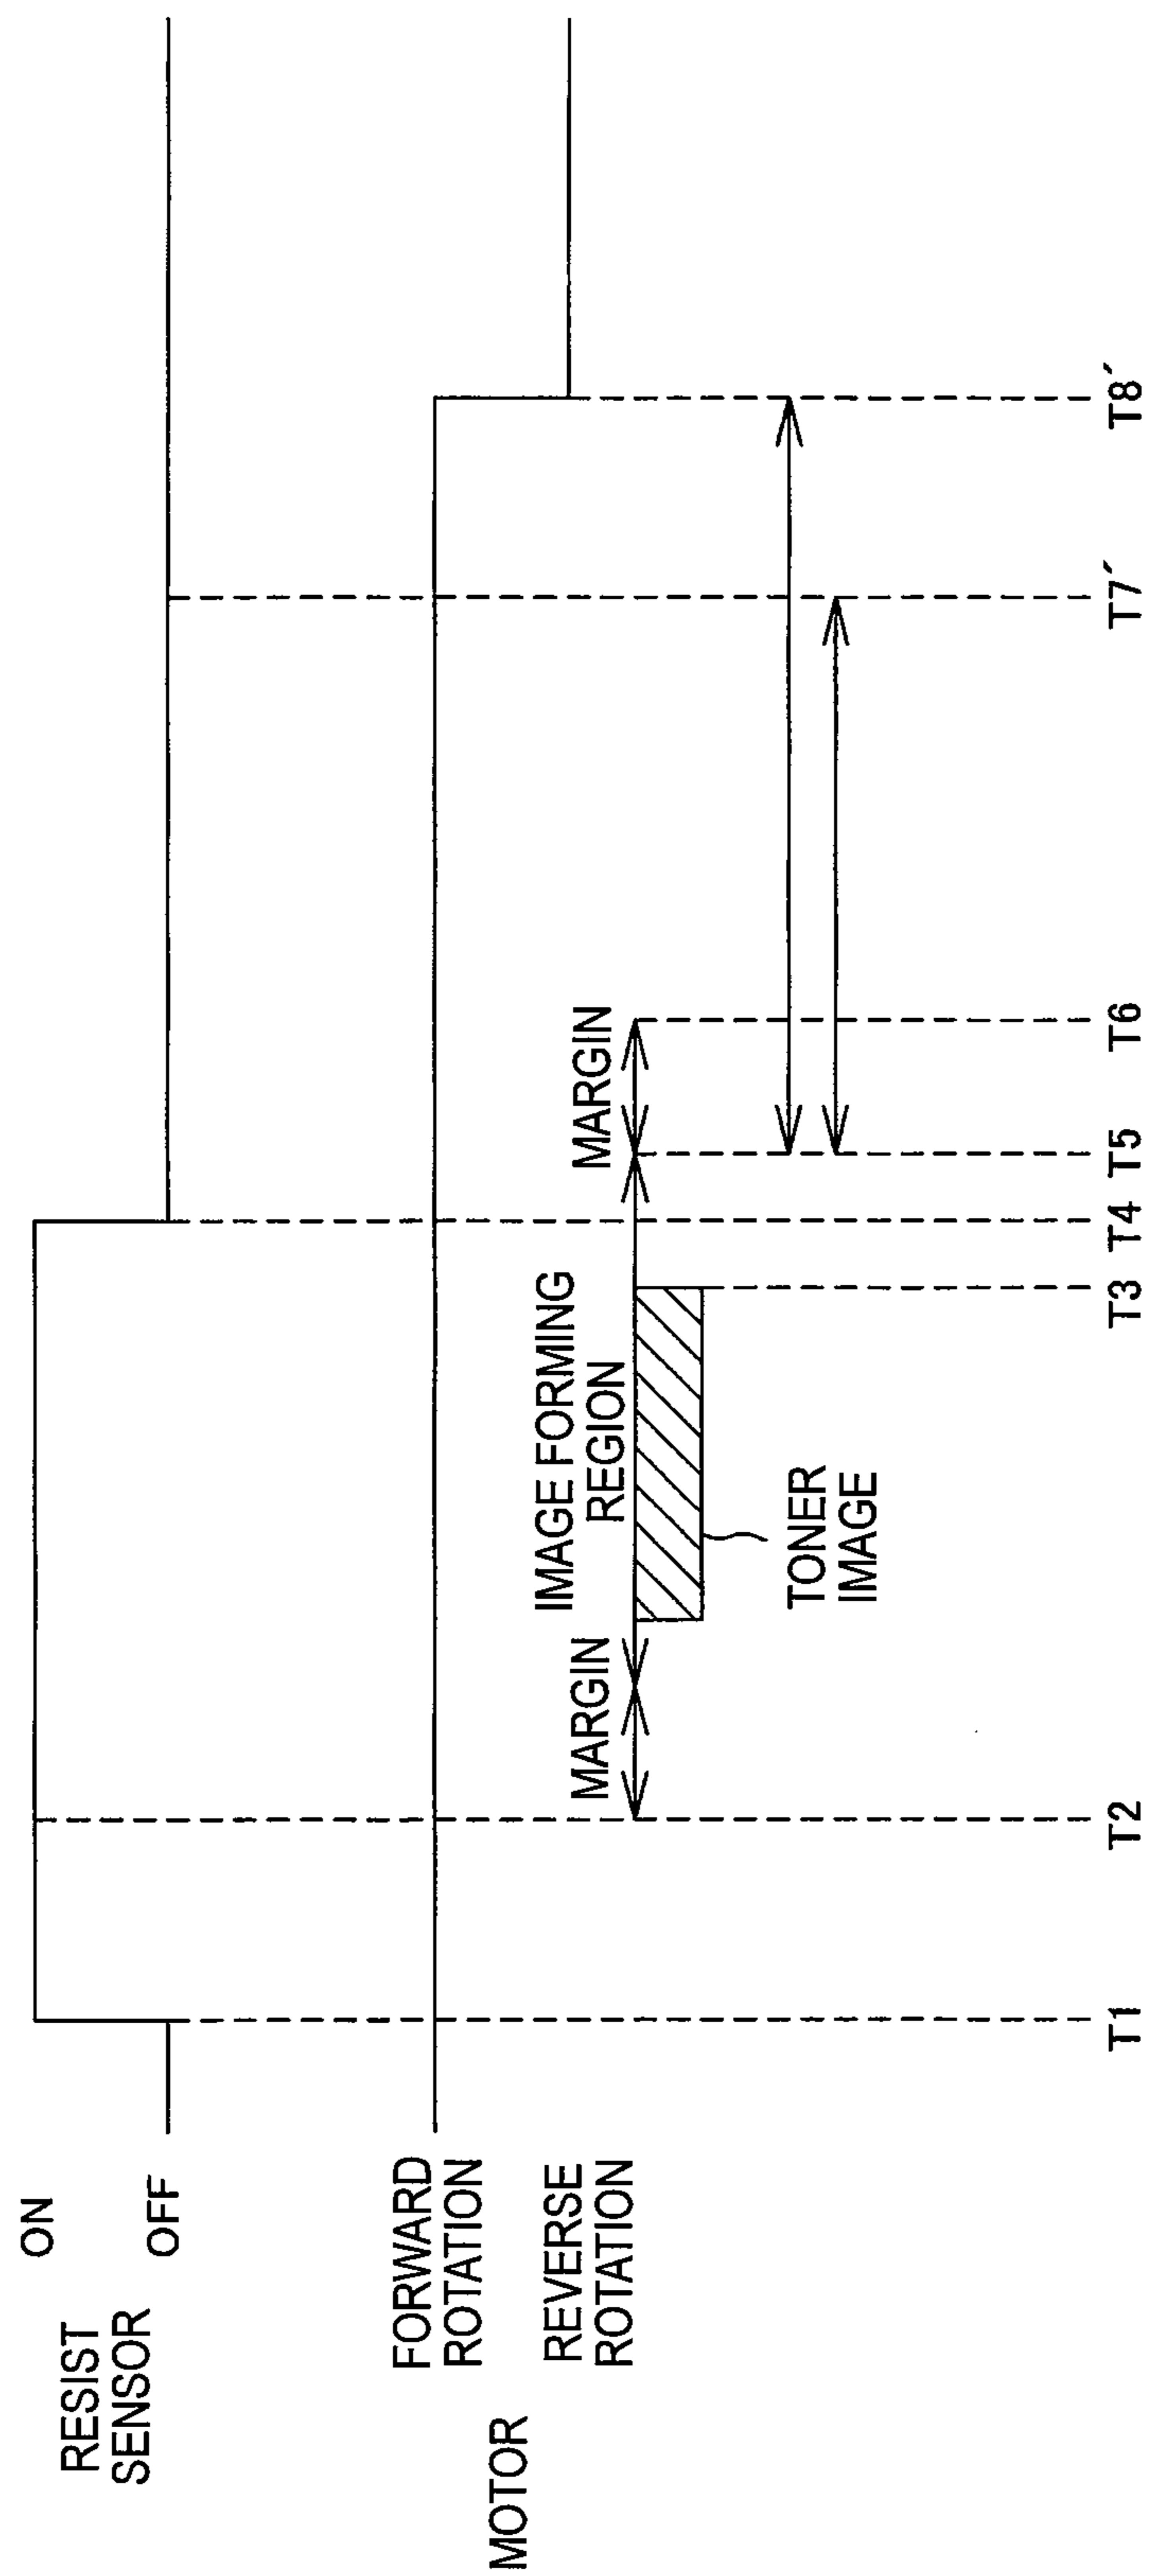 ON
RESIST
SENSOR
OFF
FORWARD
ROTATION
MOTOR
REVERSE
ROTATION
MARGIN
IMAGE FORMING
REGION
MARGIN
TONER
IMAGE
T1
T2
T3
T4
T5
T6
T7´
T8´